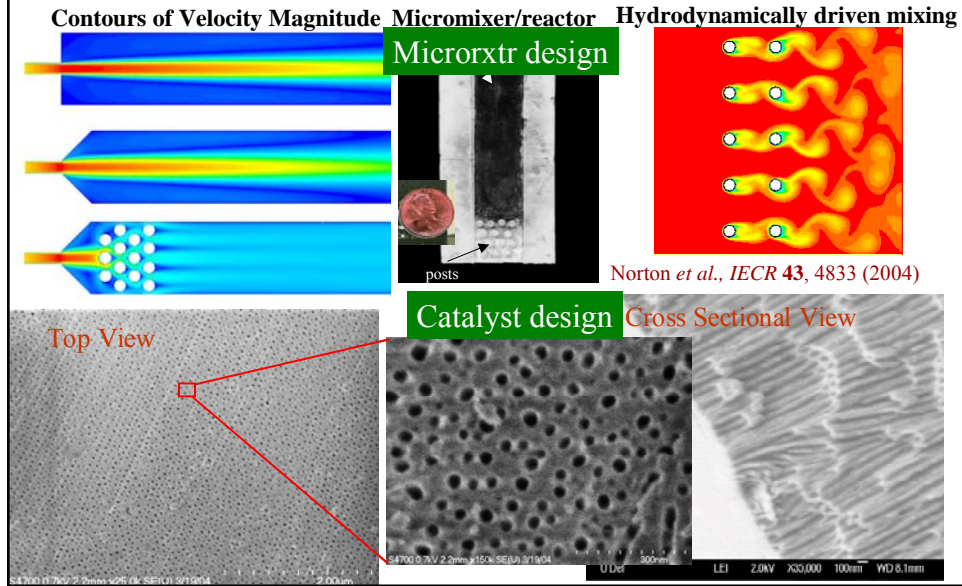 Contours of Velocity Magnitude
Micromixer/reactor
Hydrodynamically driven mixing
Microrxtr design
posts
Norton et al., IECR 43, 4833 (2004)
Catalyst design
Top View
Cross Sectional View
S4700 0.7kV 2.2mm x25.0k SE(U) 3/19/04
2.00um
S4700 0.7kV 2.2mm x150k SE(U) 3/19/04
300nm
LEI 2.0kV X35,000 100nm WD 8.1mm